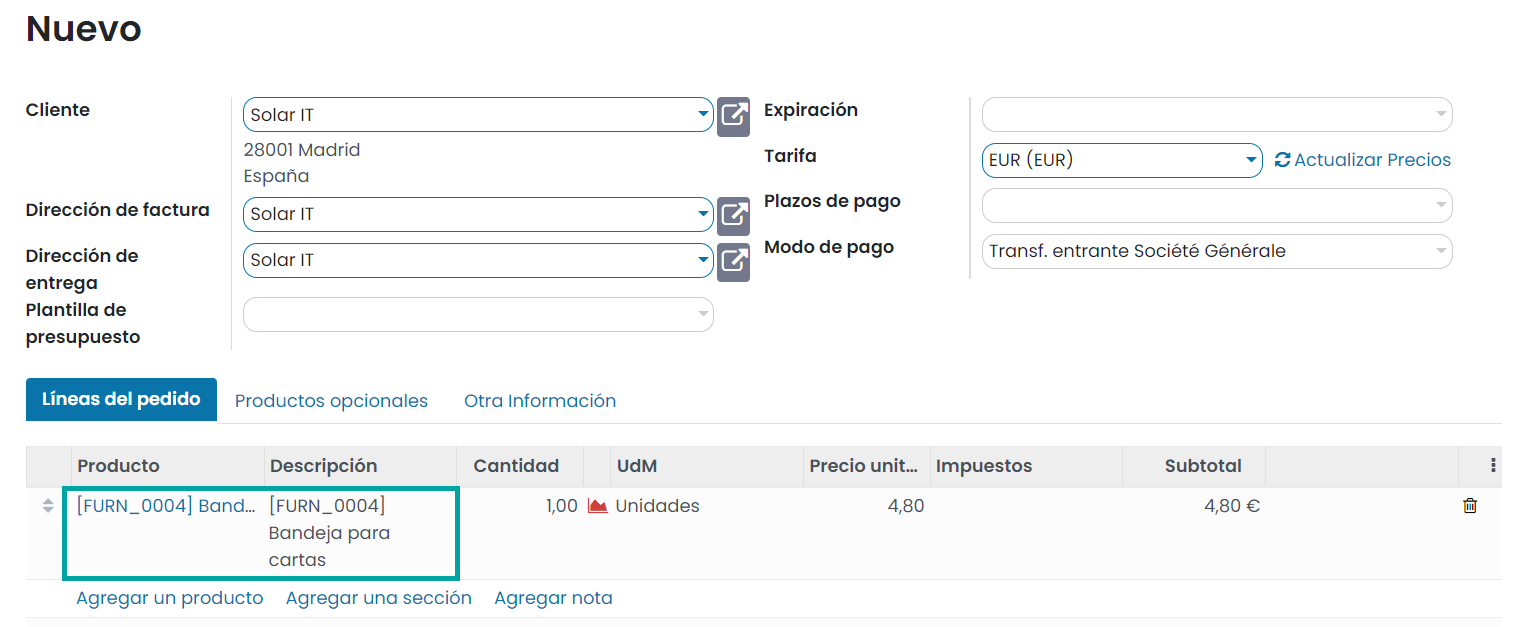 Nuevo
Cliente
Solar IT
28001 Madrid
España
Dirección de factura
Solar IT
Dirección de
entrega
Solar IT
Plantilla de
presupuesto
Expiración
Tarifa
EUR (EUR)
Actualizar Precios
Plazos de pago
Modo de pago
Transf. entrante Société Générale
Líneas del pedido
Productos opcionales
Otra Información
Producto
Descripción
Cantidad
UdM
Precio unit...
Impuestos
Subtotal
[FURN_0004] Band...
[FURN_0004]
Bandeja para
cartas
1,00
Unidades
4,80
4,80 €
Agregar un producto
Agregar una sección
Agregar nota